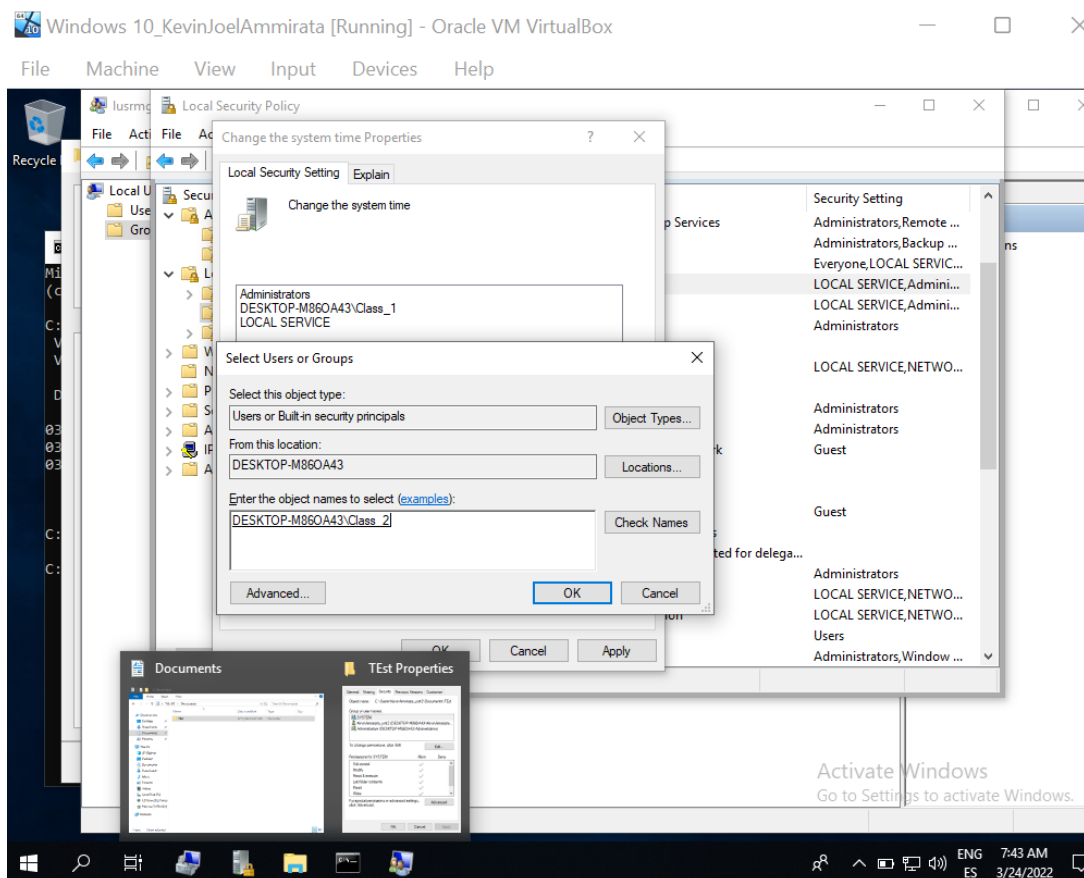 Windows 10_KevinJoelAmmirata [Running] - Oracle VM VirtualBox
File Machine View Input Devices Help
Recycle
lusrmg
File Acti
Local U
Use
Gro
Local Security Policy
File Ac
Secu
Change the system time Properties
? 
Local Security Setting Explain
Change the system time
Administrators
DESKTOP-M86OA43\Class_1
LOCAL SERVICE
Select Users or Groups
Select this object type:
Users or Built-in security principals
Object Types...
From this location:
DESKTOP-M86OA43
Locations...
Enter the object names to select (examples):
DESKTOP-M86OA43\Class_2
Check Names
Advanced...
OK
Cancel
OK
Cancel
Apply
Security Setting
p Services Administrators,Remote ...
Administrators,Backup ...
Everyone,LOCAL SERVIC...
LOCAL SERVICE,Admini...
LOCAL SERVICE,Admini...
Administrators
LOCAL SERVICE,NETWO...
Administrators
Administrators
rk Guest
Guest
ted for delega...
Administrators
LOCAL SERVICE,NETWO...
LOCAL SERVICE,NETWO...
Users
Administrators,Window ...
ns
Mi
(c
C:
V
V
D
03
03
03
C:
C:
Documents
TEst Properties
Activate Windows
Go to Settings to activate Windows.
ENG
ES
7:43 AM
3/24/2022